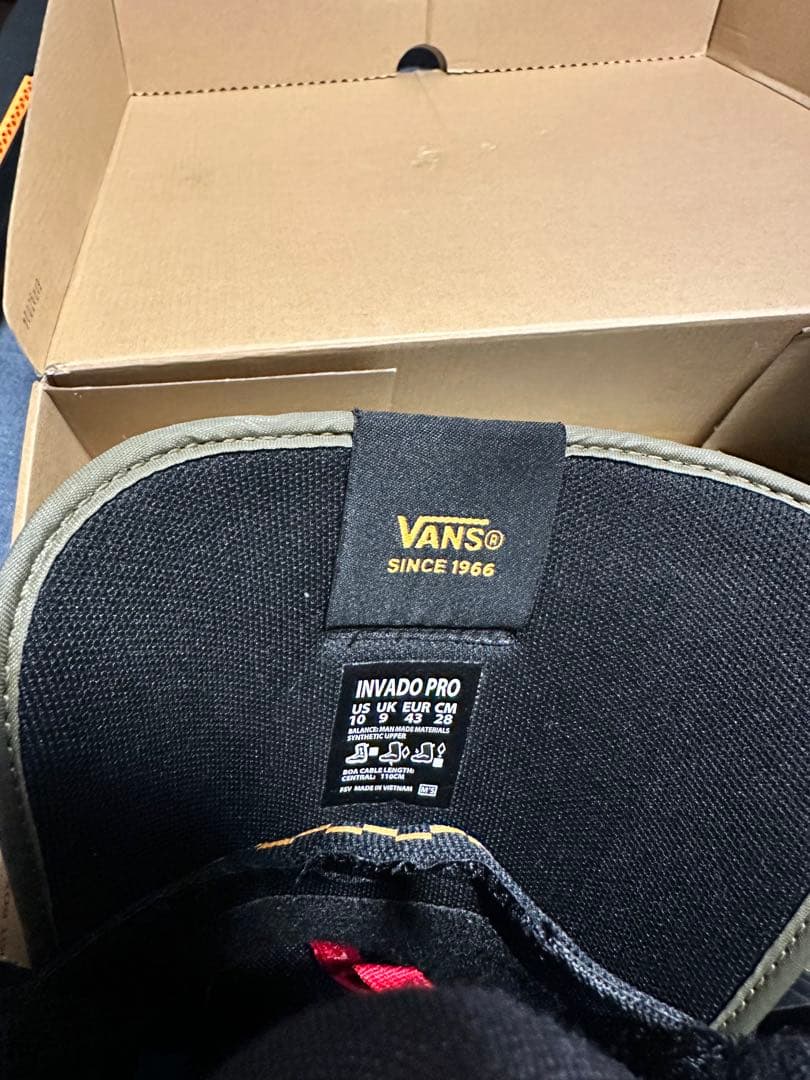 VANS®
SINCE 1966
INVADO PRO
US UK EUR CM
10 9 43 28
BALANCE: MAN MADE MATERIALS
SYNTHETIC UPPER
BOA CABLE LENGTH:
CENTRAL: 110CM
MADE IN VIETNAM M'S